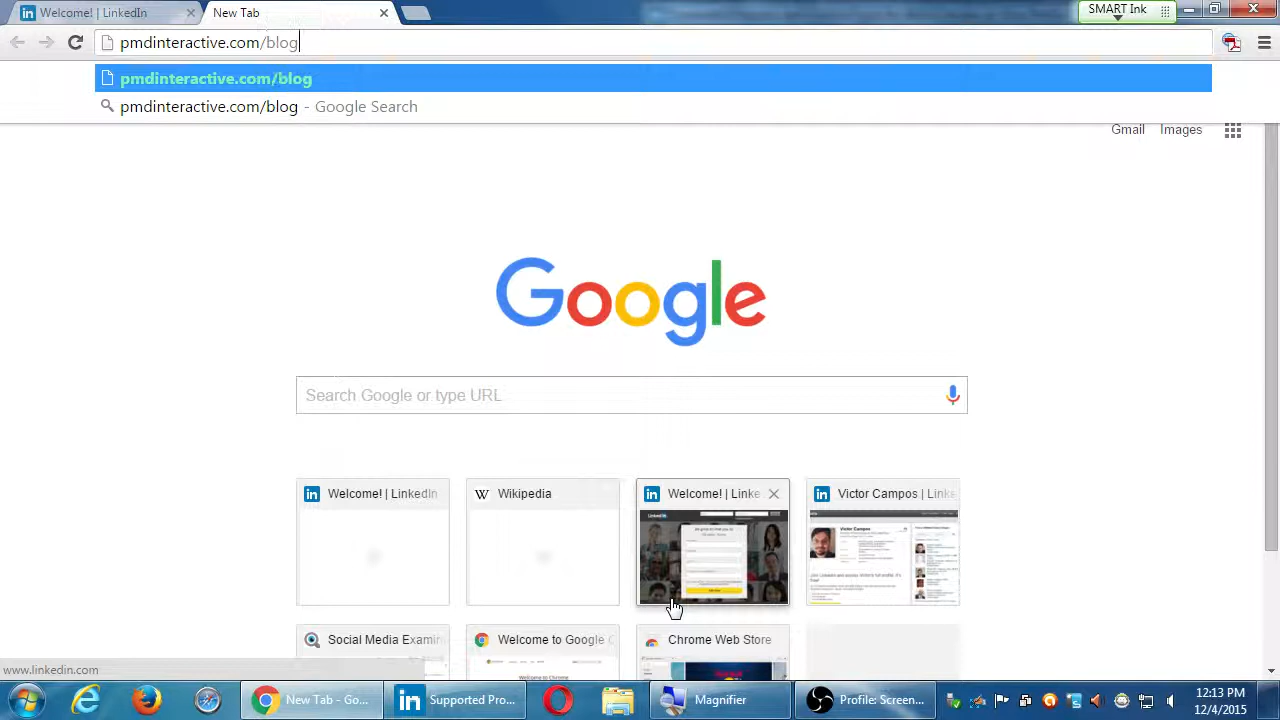 Welcome! | LinkedIn
New Tab
SMART Ink
pmdinteractive.com/blog
pmdinteractive.com/blog
pmdinteractive.com/blog - Google Search
Gmail Images
Google
Search Google or type URL
Welcome! | LinkedIn
Wikipedia
Welcome! | Linke
Victor Campos | Linke
Social Media Examin
Welcome to Google C
Chrome Web Store
www.linkedin.com
New Tab - Go...
Supported Pro...
Magnifier
Profile: Screen...
12:13 PM
12/4/2015